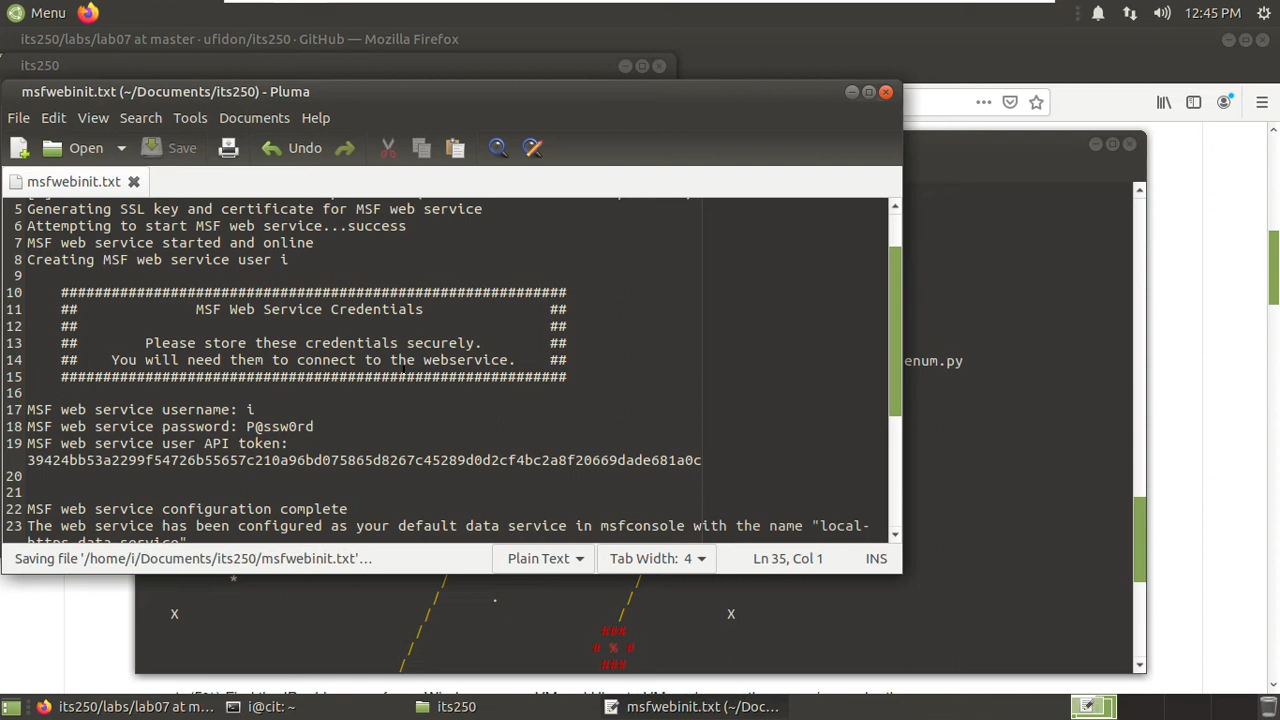 Menu
12:45 PM
its250/labs/lab07 at master · ufidon/its250 · GitHub — Mozilla Firefox
its250
msfwebinit.txt (~/Documents/its250) - Pluma
File Edit View Search Tools Documents Help
Open Save Undo
msfwebinit.txt
5 Generating SSL key and certificate for MSF web service
6 Attempting to start MSF web service...success
7 MSF web service started and online
8 Creating MSF web service user i
9
10 ############################################################
11 ## MSF Web Service Credentials ##
12 ## ##
13 ## Please store these credentials securely. ##
14 ## You will need them to connect to the webservice. ##
15 ############################################################
16
17 MSF web service username: i
18 MSF web service password: P@ssw0rd
19 MSF web service user API token:
39424bb53a2299f54726b55657c210a96bd075865d8267c45289d0d2cf4bc2a8f20669dade681a0c
20
21
22 MSF web service configuration complete
23 The web service has been configured as your default data service in msfconsole with the name "local-
https-data-service"
enum.py
Saving file '/home/i/Documents/its250/msfwebinit.txt'…
Plain Text Tab Width: 4 Ln 35, Col 1 INS
*
/ / .
X / / X
/ / ###
/ # % #
/ ###
its250/labs/lab07 at m...
i@cit: ~
its250
msfwebinit.txt (~/Doc...